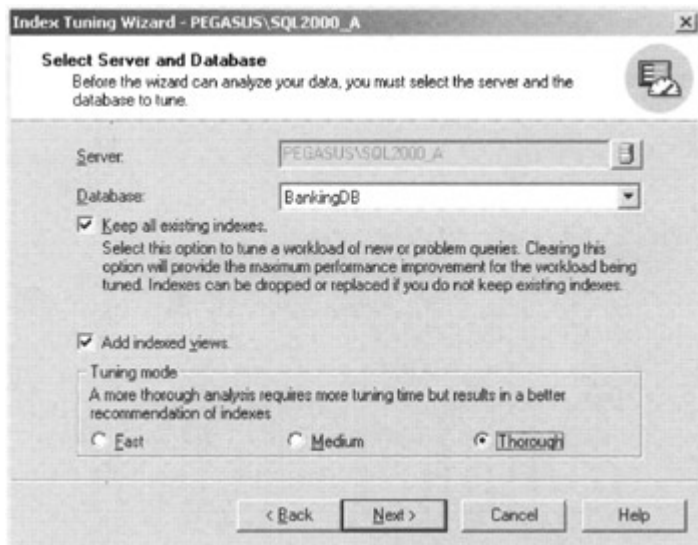 Index Tuning Wizard - PEGASUS\SQL2000_A
Select Server and Database
Before the wizard can analyze your data, you must select the server and the
database to tune.
Server:
PEGASUS\SQL2000_A
Database:
BankingDB
Keep all existing indexes.
Select this option to tune a workload of new or problem queries. Clearing this
option will provide the maximum performance improvement for the workload being
tuned. Indexes can be dropped or replaced if you do not keep existing indexes.
Add indexed views.
Tuning mode
A more thorough analysis requires more tuning time but results in a better
recommendation of indexes
Fast
Medium
Thorough
< Back
Next >
Cancel
Help